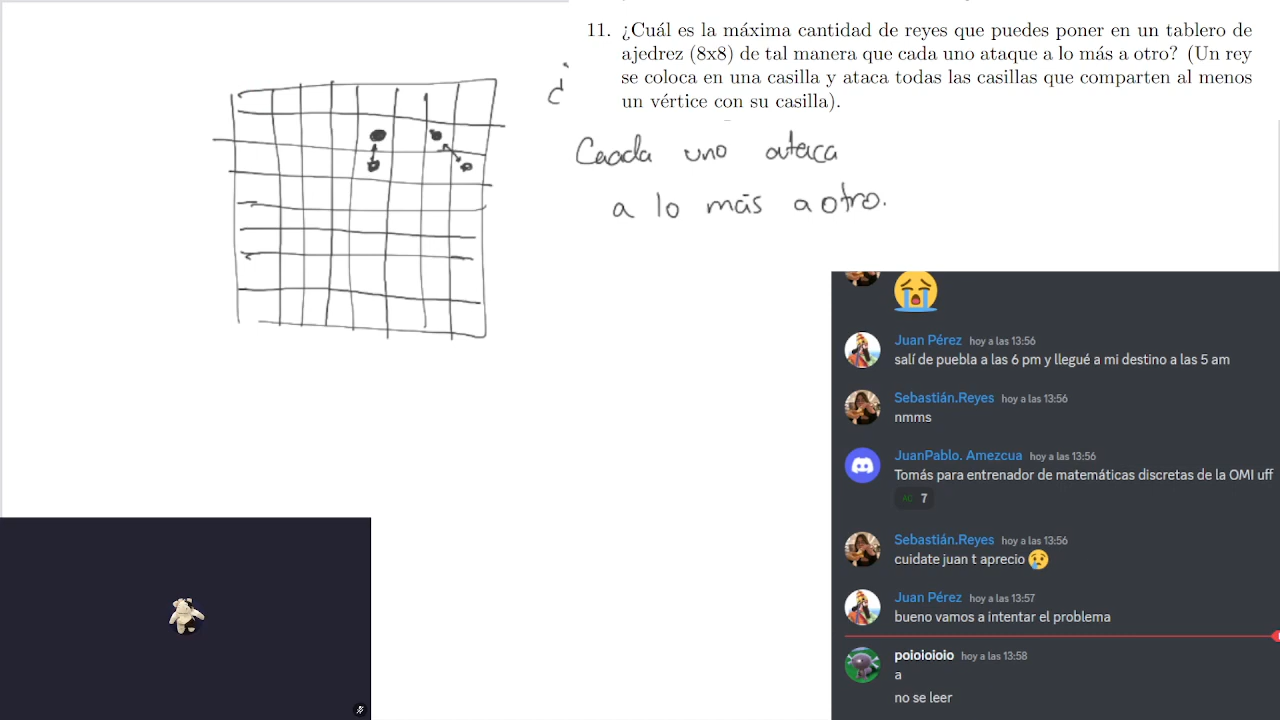 11. ¿Cuál es la máxima cantidad de reyes que puedes poner en un tablero de
ajedrez (8x8) de tal manera que cada uno ataque a lo más a otro? (Un rey
se coloca en una casilla y ataca todas las casillas que comparten al menos
un vértice con su casilla).
¿
Caada uno ataca
a lo más a otro.
Juan Pérez hoy a las 13:56
salí de puebla a las 6 pm y llegué a mi destino a las 5 am
Sebastián.Reyes hoy a las 13:56
nmms
JuanPablo. Amezcua hoy a las 13:56
Tomás para entrenador de matemáticas discretas de la OMI uff
AC 7
Sebastián.Reyes hoy a las 13:56
cuidate juan t aprecio 😢
Juan Pérez hoy a las 13:57
bueno vamos a intentar el problema
poioioioio hoy a las 13:58
a
no se leer